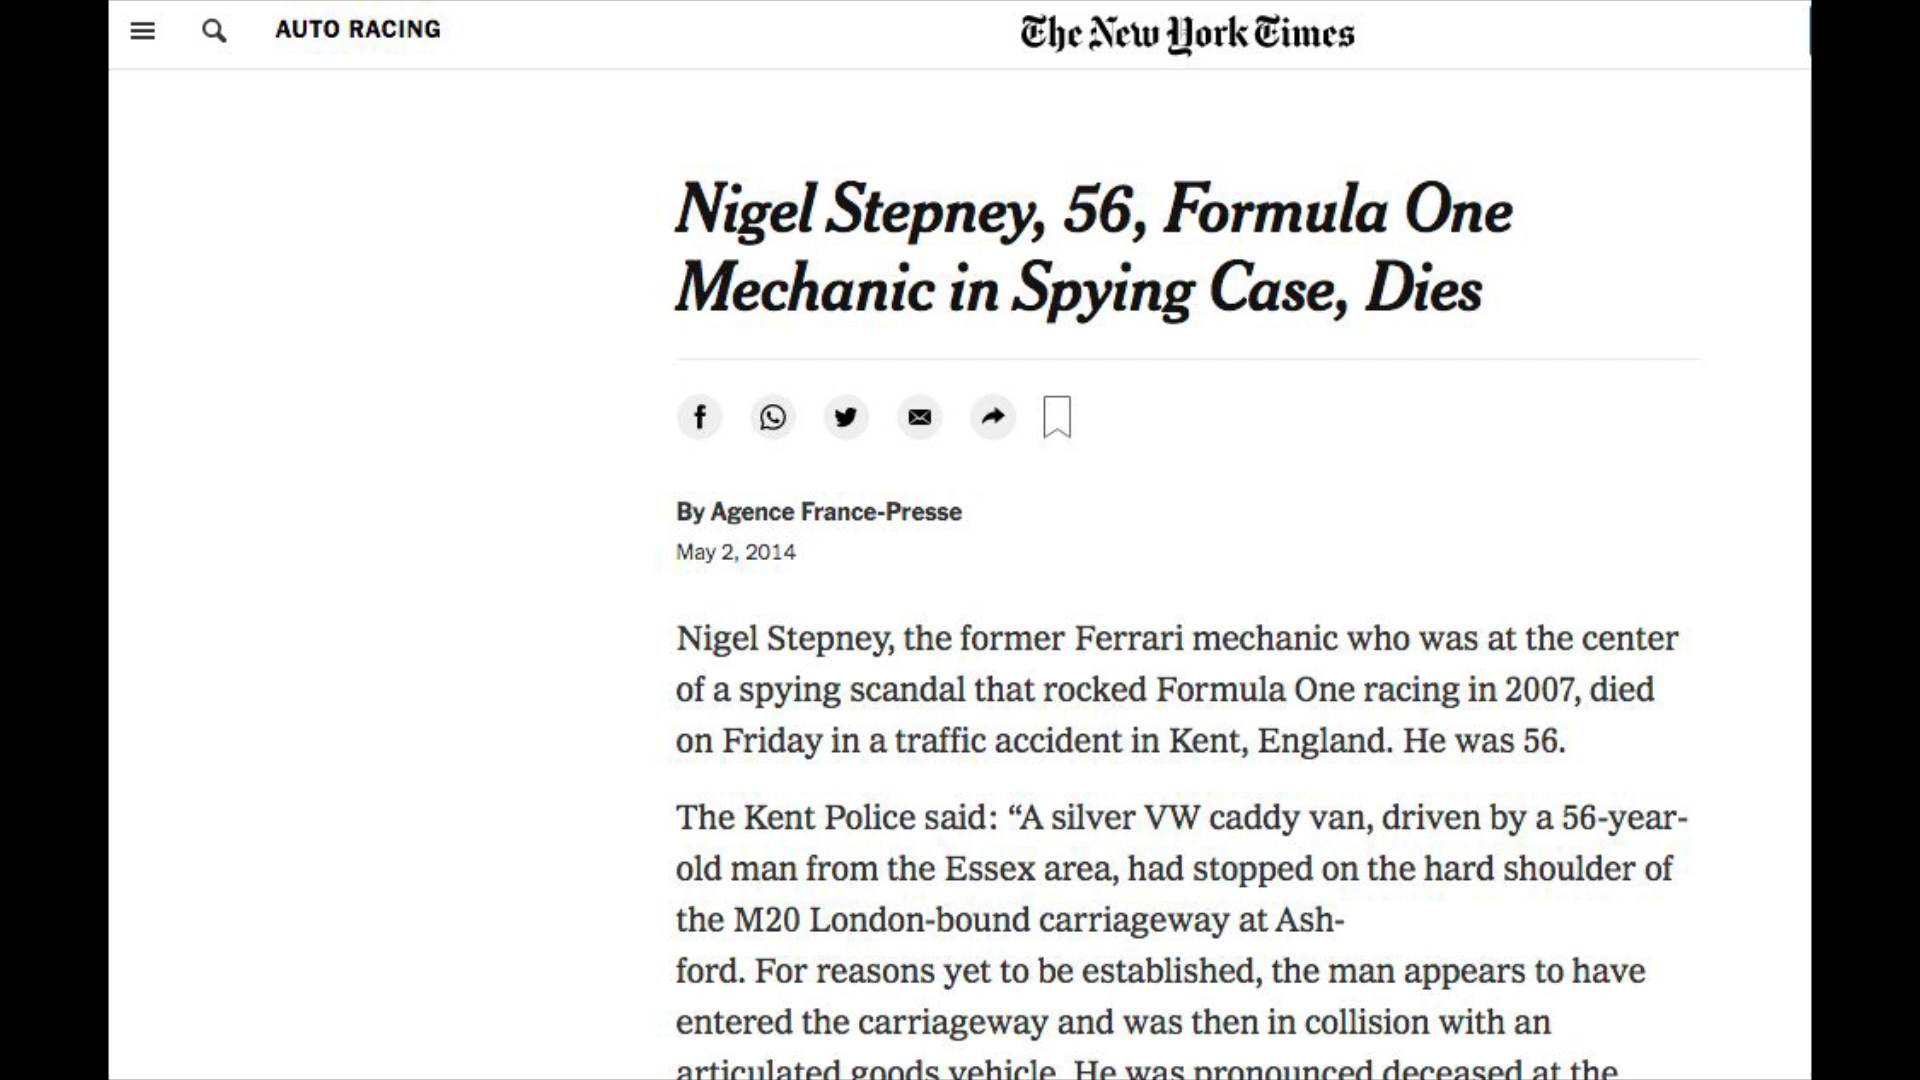 AUTO RACING
The New York Times
Nigel Stepney, 56, Formula One
Mechanic in Spying Case, Dies
By Agence France-Presse
May 2, 2014
Nigel Stepney, the former Ferrari mechanic who was at the center
of a spying scandal that rocked Formula One racing in 2007, died
on Friday in a traffic accident in Kent, England. He was 56.
The Kent Police said: “A silver VW caddy van, driven by a 56-year-
old man from the Essex area, had stopped on the hard shoulder of
the M20 London-bound carriageway at Ash-
ford. For reasons yet to be established, the man appears to have
entered the carriageway and was then in collision with an
articulated goods vehicle. He was pronounced deceased at the